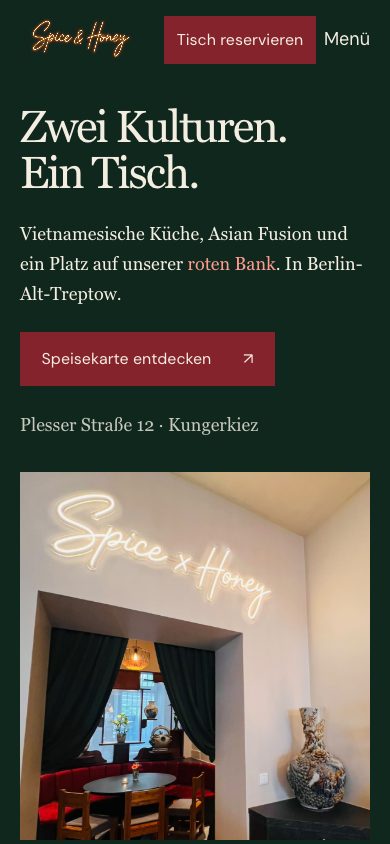 Spice & Honey
Tisch reservieren
Menü
Zwei Kulturen.
Ein Tisch.
Vietnamesische Küche, Asian Fusion und
ein Platz auf unserer roten Bank. In Berlin-
Alt-Treptow.
Speisekarte entdecken
Plesser Straße 12 · Kungerkiez
Spice x Honey